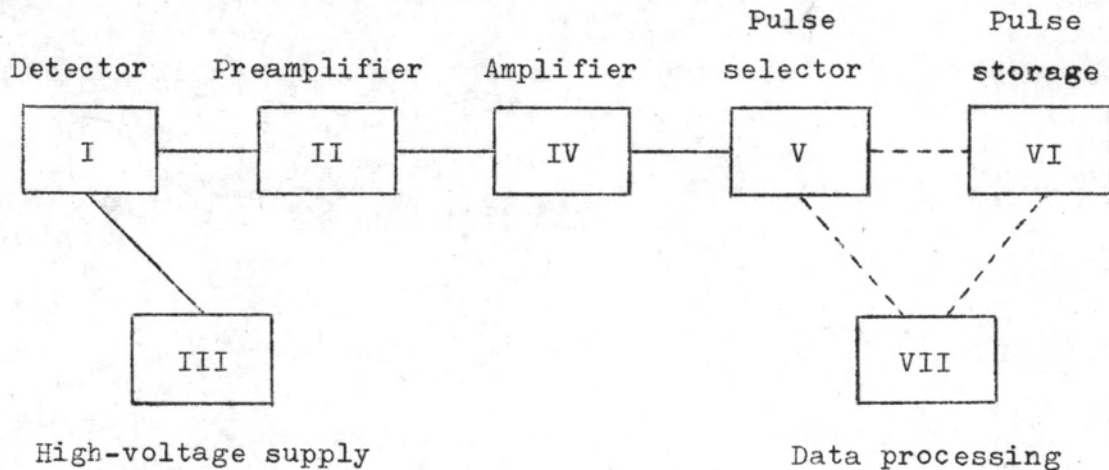 Pulse Pulse
Detector Preamplifier Amplifier selector storage
I II IV V VI
III VII
High-voltage supply Data processing